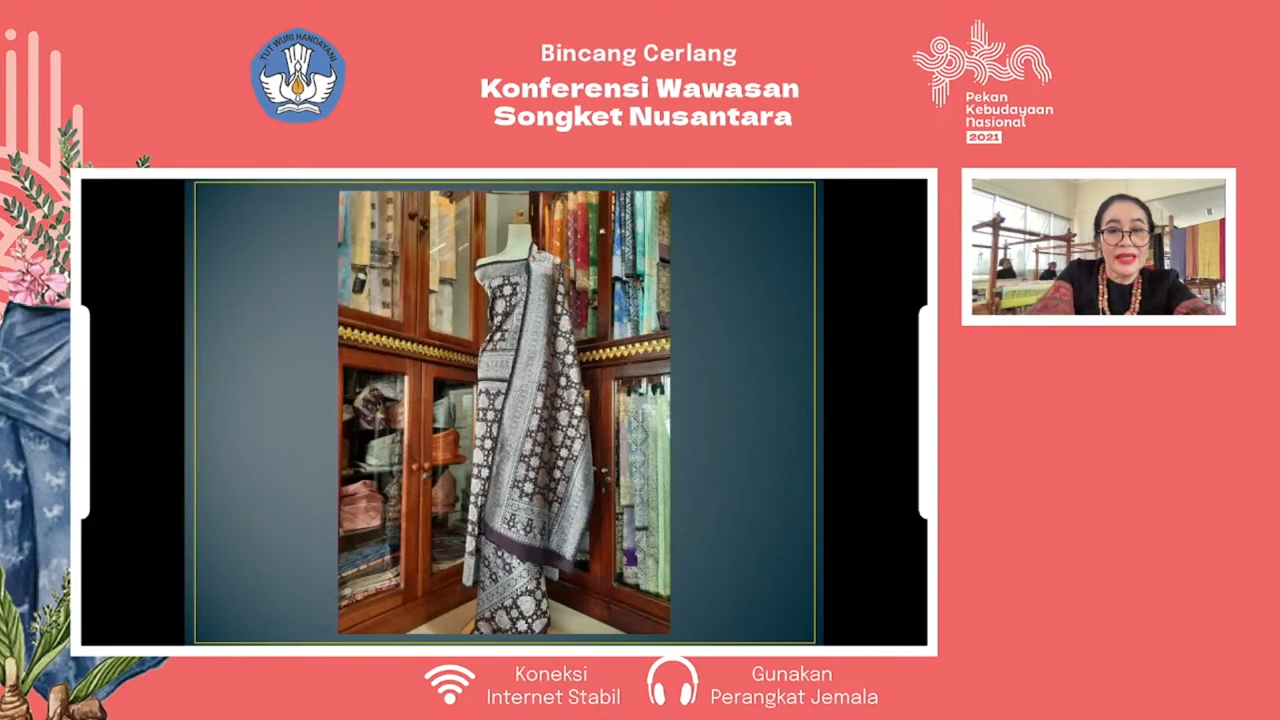 TUT WURI HANDAYANI
Bincang Cerlang
Konferensi Wawasan
Songket Nusantara
pkn
Pekan
Kebudayaan
Nasional
2021
Koneksi
Internet Stabil
Gunakan
Perangkat Jemala